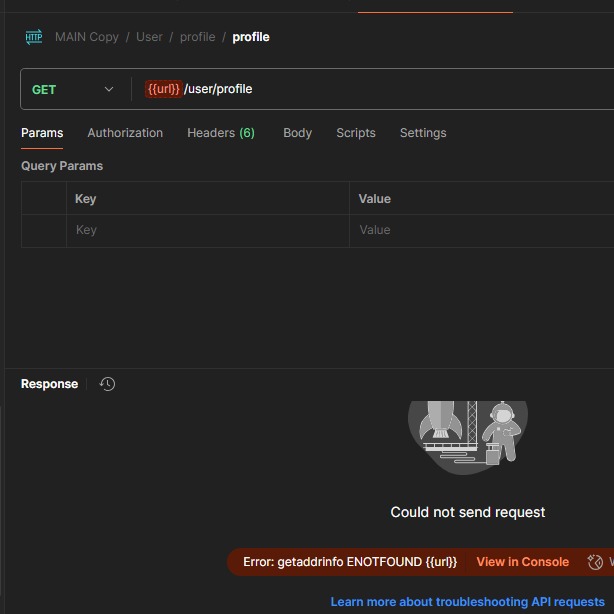 HTTP MAIN Copy / User / profile / profile
GET {{url}}/user/profile
Params Authorization Headers (6) Body Scripts Settings
Query Params
Key Value
Key Value
Response
Could not send request
Error: getaddrinfo ENOTFOUND {{url}} View in Console
Learn more about troubleshooting API requests